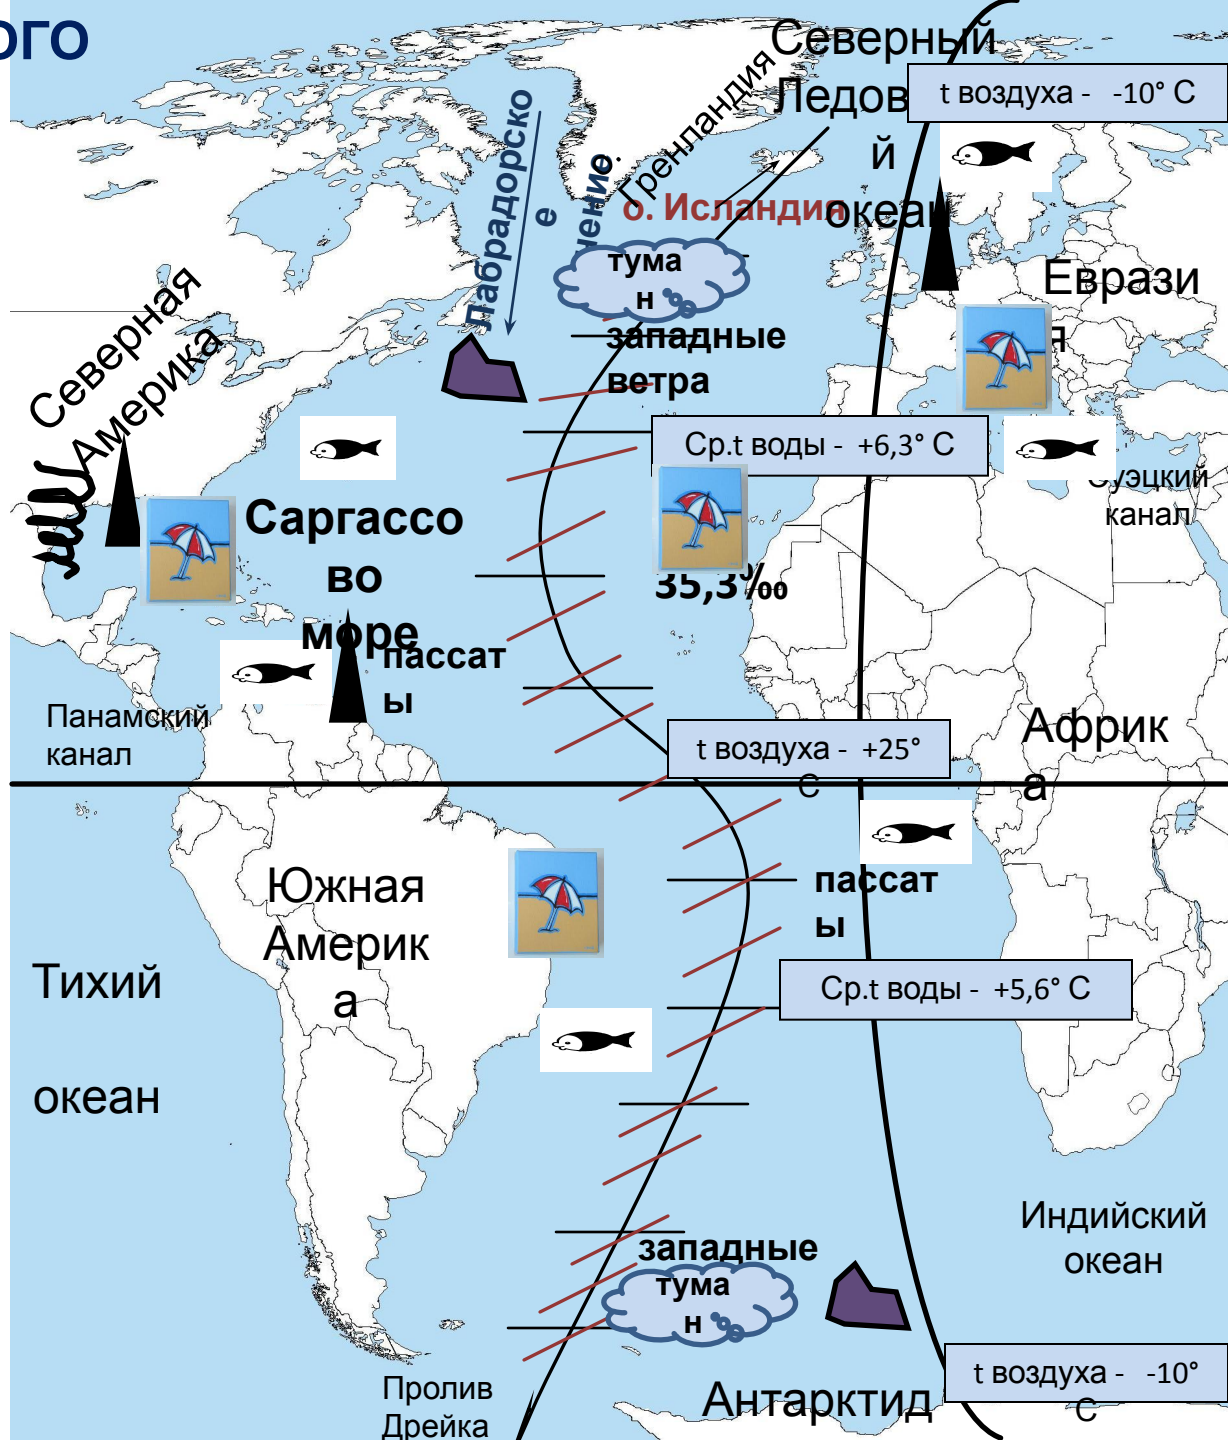 ОГО
Северный
Ледов
й
океан
t воздуха - -10° С
Гренландия
Лабрадорско
е
о. Исландия
тума
н
Еврази
я
Северная
Америка
западные
ветра
Ср.t воды - +6,3° С
Суэцкий
канал
Саргассо
во
море
35,3‰
пассат
ы
Панамский
канал
t воздуха - +25°
С
Африк
а
Южная
Америк
а
пассат
ы
Тихий
океан
Ср.t воды - +5,6° С
Индийский
океан
западные
тума
н
t воздуха - -10°
С
Пролив
Дрейка
Антарктид